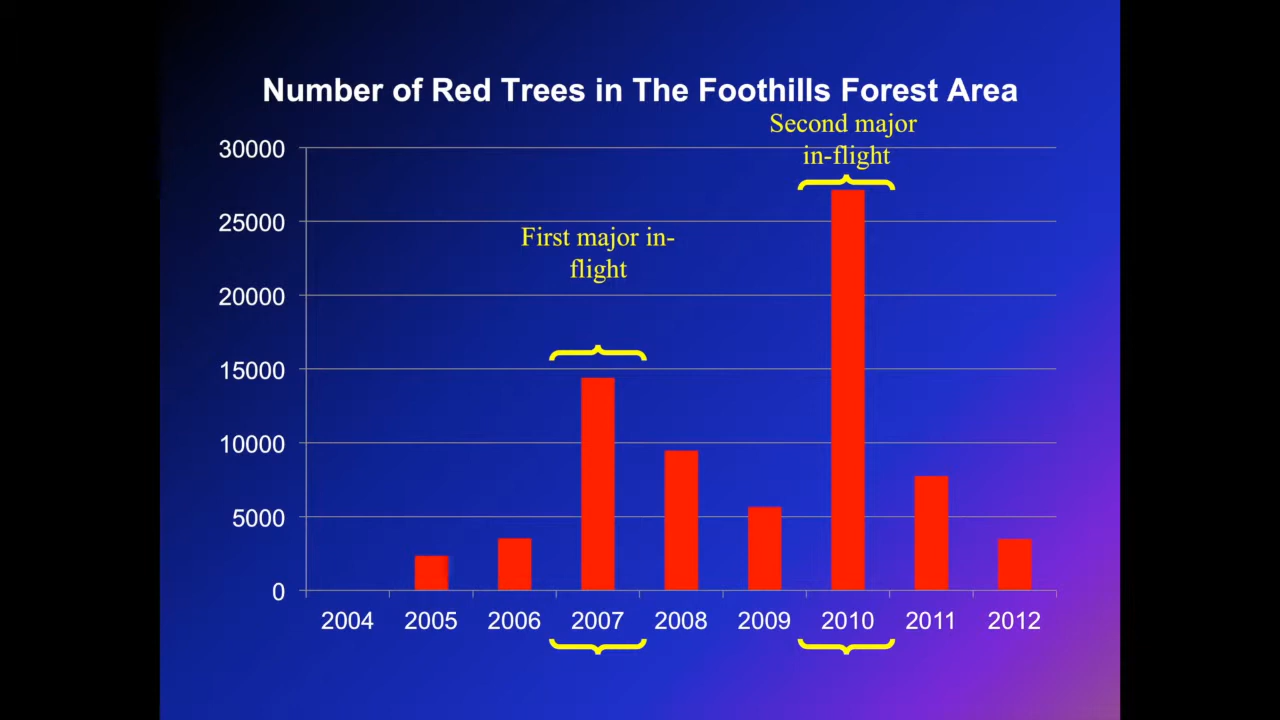 Number of Red Trees in The Foothills Forest Area
Second major
in-flight
First major in-
flight
30000
25000
20000
15000
10000
5000
0
2004 2005 2006 2007 2008 2009 2010 2011 2012